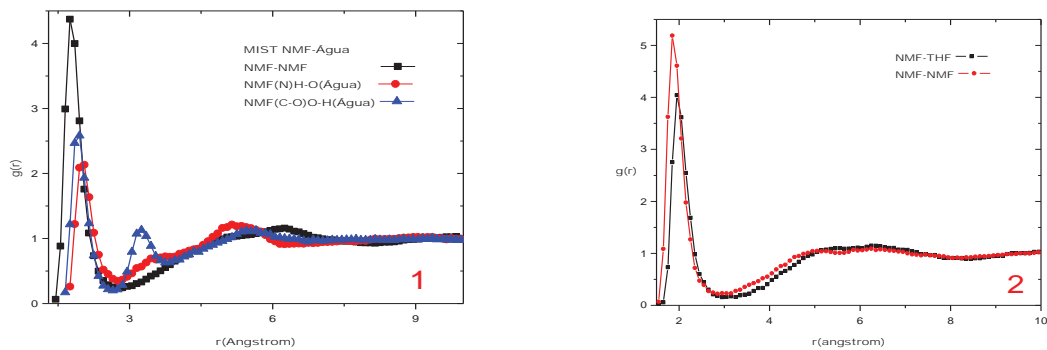 4
3
2
1
0
g(r)
MIST NMF-Água
NMF-NMF
NMF(N)H-O(Água)
NMF(C-O)O-H(Água)
1
3
6
9
r(Angstrom)
5
4
3
2
1
0
g(r)
NMF-THF
NMF-NMF
2
2
4
6
8
10
r(angstrom)